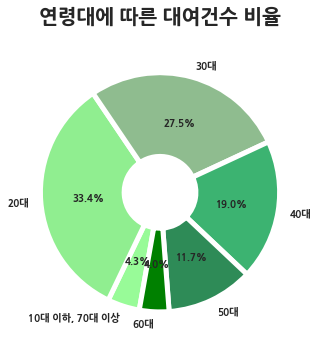 연령대에 따른 대여건수 비율
30대
27.5%
33.4%
19.0%
20대
40대
4.3%
4.0%
11.7%
10대 이하, 70대 이상
60대
50대